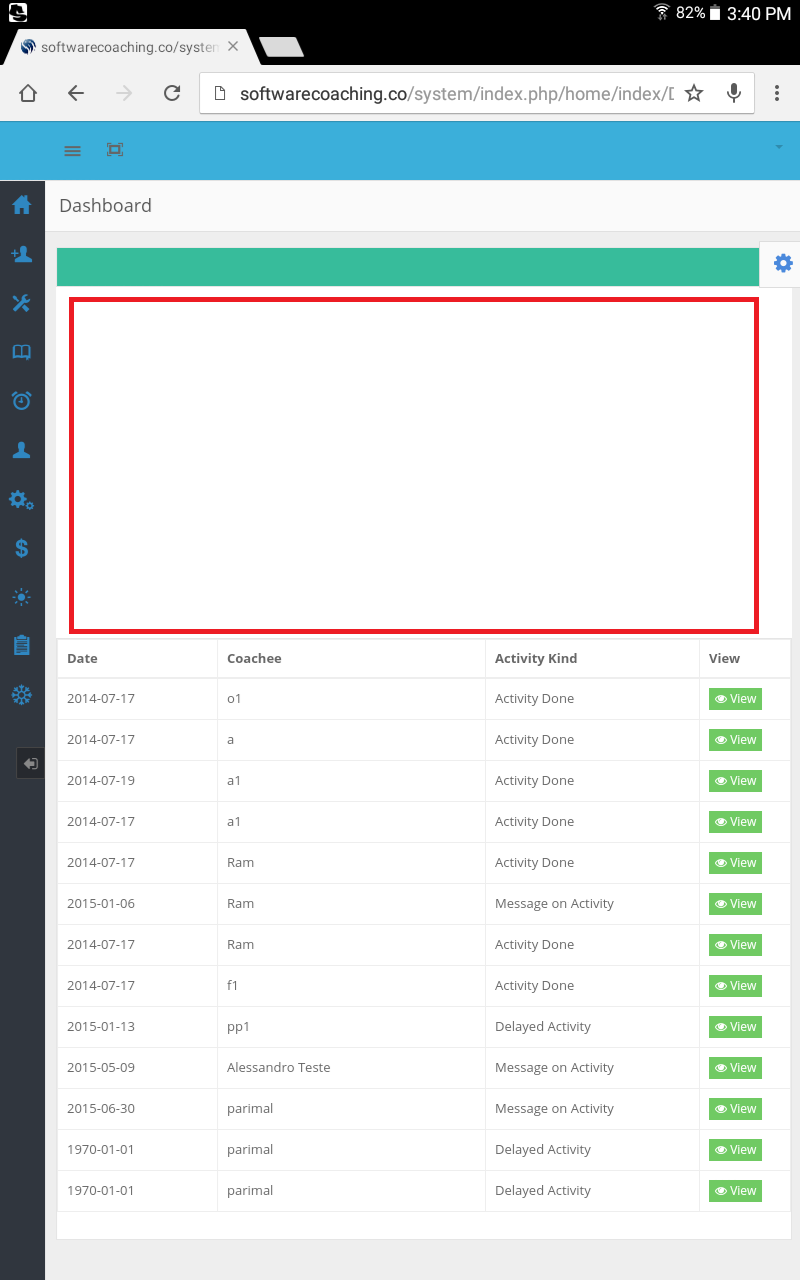 82% 3:40 PM
softwarecoaching.co/system
softwarecoaching.co/system/index.php/home/index/D
Dashboard
Date Coachee Activity Kind View
2014-07-17 o1 Activity Done View
2014-07-17 a Activity Done View
2014-07-19 a1 Activity Done View
2014-07-17 a1 Activity Done View
2014-07-17 Ram Activity Done View
2015-01-06 Ram Message on Activity View
2014-07-17 Ram Activity Done View
2014-07-17 f1 Activity Done View
2015-01-13 pp1 Delayed Activity View
2015-05-09 Alessandro Teste Message on Activity View
2015-06-30 parimal Message on Activity View
1970-01-01 parimal Delayed Activity View
1970-01-01 parimal Delayed Activity View